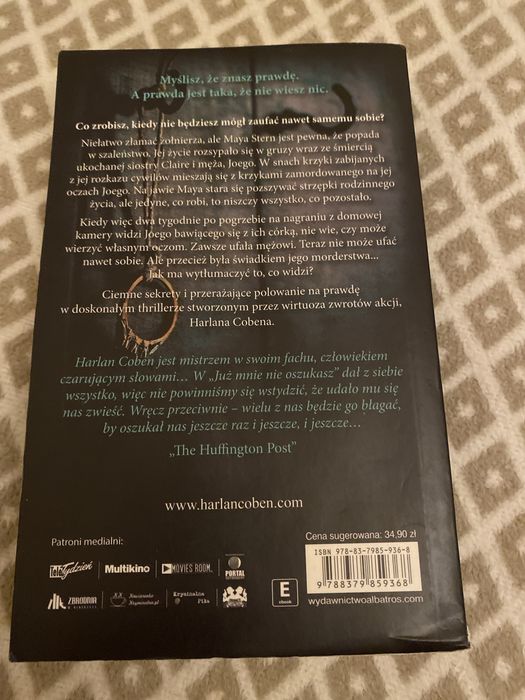 Myślisz, że znasz prawdę.
A prawda jest taka, że nie wiesz nic.
Co zrobisz, kiedy nie będziesz mógł zaufać nawet samemu sobie?
Niełatwo złamać żołnierza, ale Maya Stern jest pewna, że popada
w szaleństwo. Jej życie rozsypało się w gruzy wraz ze śmiercią
ukochanej siostry Claire i męża, Joego. W snach krzyki zabijanych
z jej rozkazu cywilów mieszają się z krzykami zamordowanego na jej
oczach Joego. Na jawie Maya stara się pozszywać strzępki rodzinnego
życia, ale jedyne, co robi, to niszczy wszystko, co pozostało.
Kiedy więc dwa tygodnie po pogrzebie na nagraniu z domowej
kamery widzi Joego bawiącego się z ich córką, nie wie, czy może
wierzyć własnym oczom. Zawsze ufała mężowi. Teraz nie może ufać
nawet sobie. Ale przecież była świadkiem jego morderstwa...
Jak ma wytłumaczyć to, co widzi?
Ciemne sekrety i przerażające polowanie na prawdę
w doskonałym thrillerze stworzonym przez wirtuoza zwrotów akcji,
Harlana Cobena.
Harlan Coben jest mistrzem w swoim fachu, człowiekiem
czarującym słowami... W „Już mnie nie oszukasz” dał z siebie
wszystko, więc nie powinniśmy się wstydzić, że udało mu się
nas zwieść. Wręcz przeciwnie – wielu z nas będzie go błagać,
by oszukał nas jeszcze raz i jeszcze, i jeszcze...
„The Huffington Post”
www.harlancoben.com
Patroni medialni:
Cena sugerowana: 34,90 zł
ISBN 978-83-7985-936-8
teleTydzień Multikino MOVIES ROOM. PORTAL
ZBRODNIA
Kryminalna
Piła
E
ebook
9 788379 859368
wydawnictwoalbatros.com